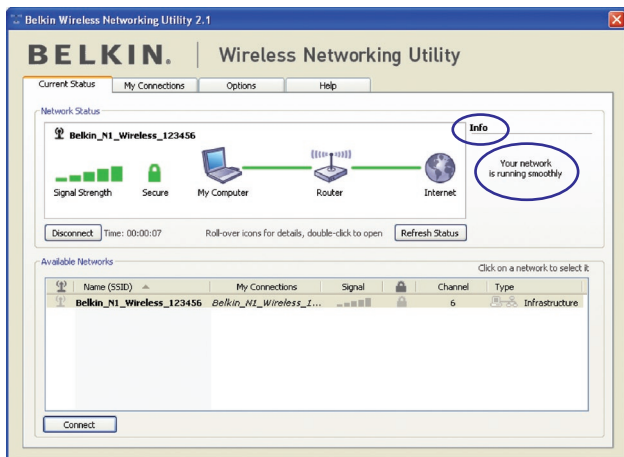 Belkin Wireless Networking Utility 2.1
BELKIN. | Wireless Networking Utility
Current Status My Connections Options Help
Network Status
Belkin_N1_Wireless_123456
Info
Your network
is running smoothly
Signal Strength Secure My Computer Router Internet
Disconnect Time: 00:00:07 Roll-over icons for details, double-click to open Refresh Status
Available Networks
Click on a network to select it
Name (SSID) My Connections Signal Channel Type
Belkin_N1_Wireless_123456 Belkin_N1_Wireless_1... 6 Infrastructure
Connect